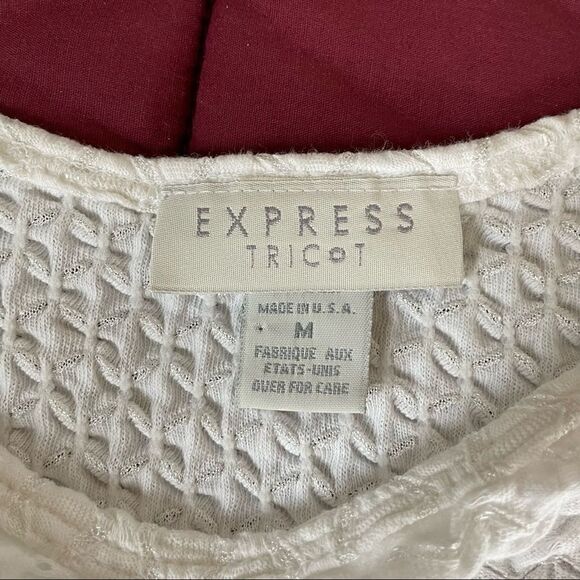 EXPRESS
TRICOT
MADE IN U.S.A.
M
FABRIQUE AUX
ETATS-UNIS
OVER FOR CARE